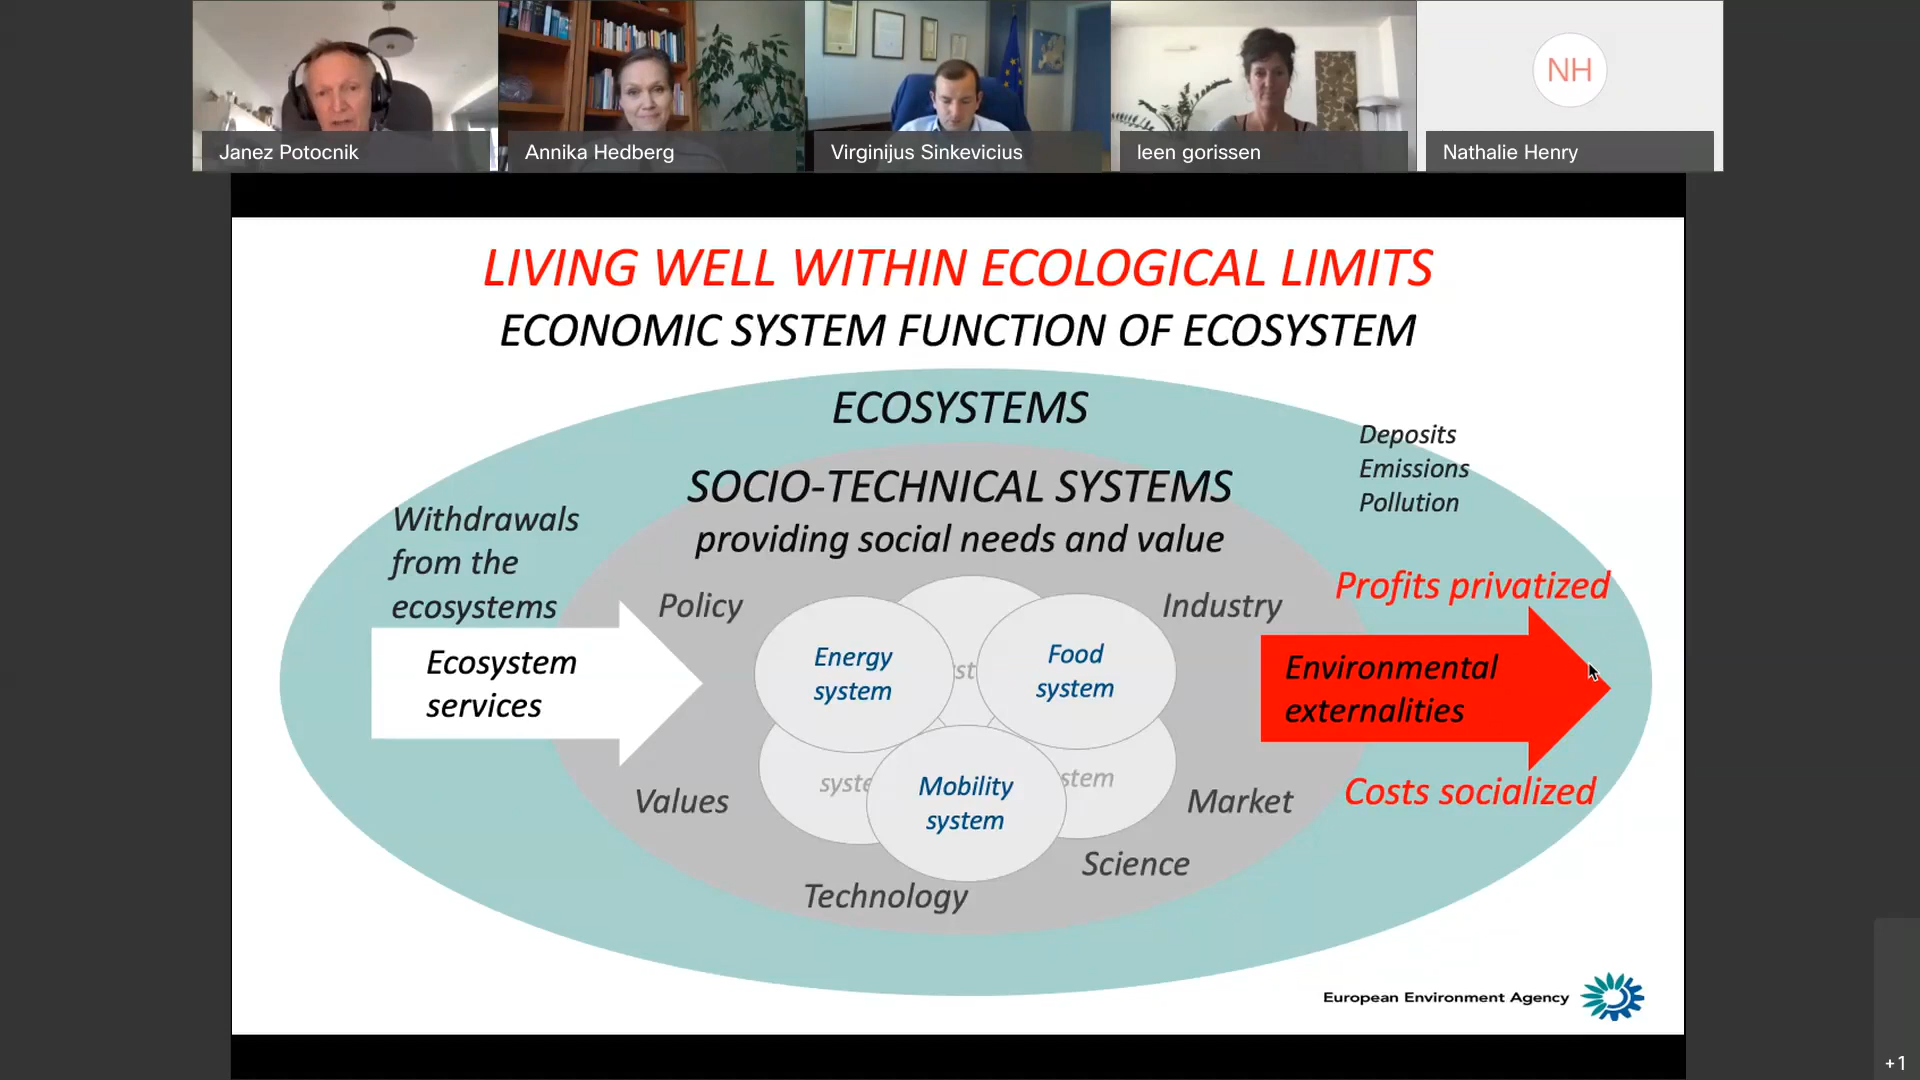 Janez Potocnik
Annika Hedberg
Virginijus Sinkevicius
leen gorissen
NH
Nathalie Henry
LIVING WELL WITHIN ECOLOGICAL LIMITS
ECONOMIC SYSTEM FUNCTION OF ECOSYSTEM
ECOSYSTEMS
Deposits
Emissions
Pollution
SOCIO-TECHNICAL SYSTEMS
providing social needs and value
Withdrawals
from the
ecosystems
Ecosystem
services
Policy
Industry
Energy
system
st
Food
system
Profits privatized
Environmental
externalities
Costs socialized
syste
Mobility
system
stem
Values
Market
Science
Technology
European Environment Agency
+1